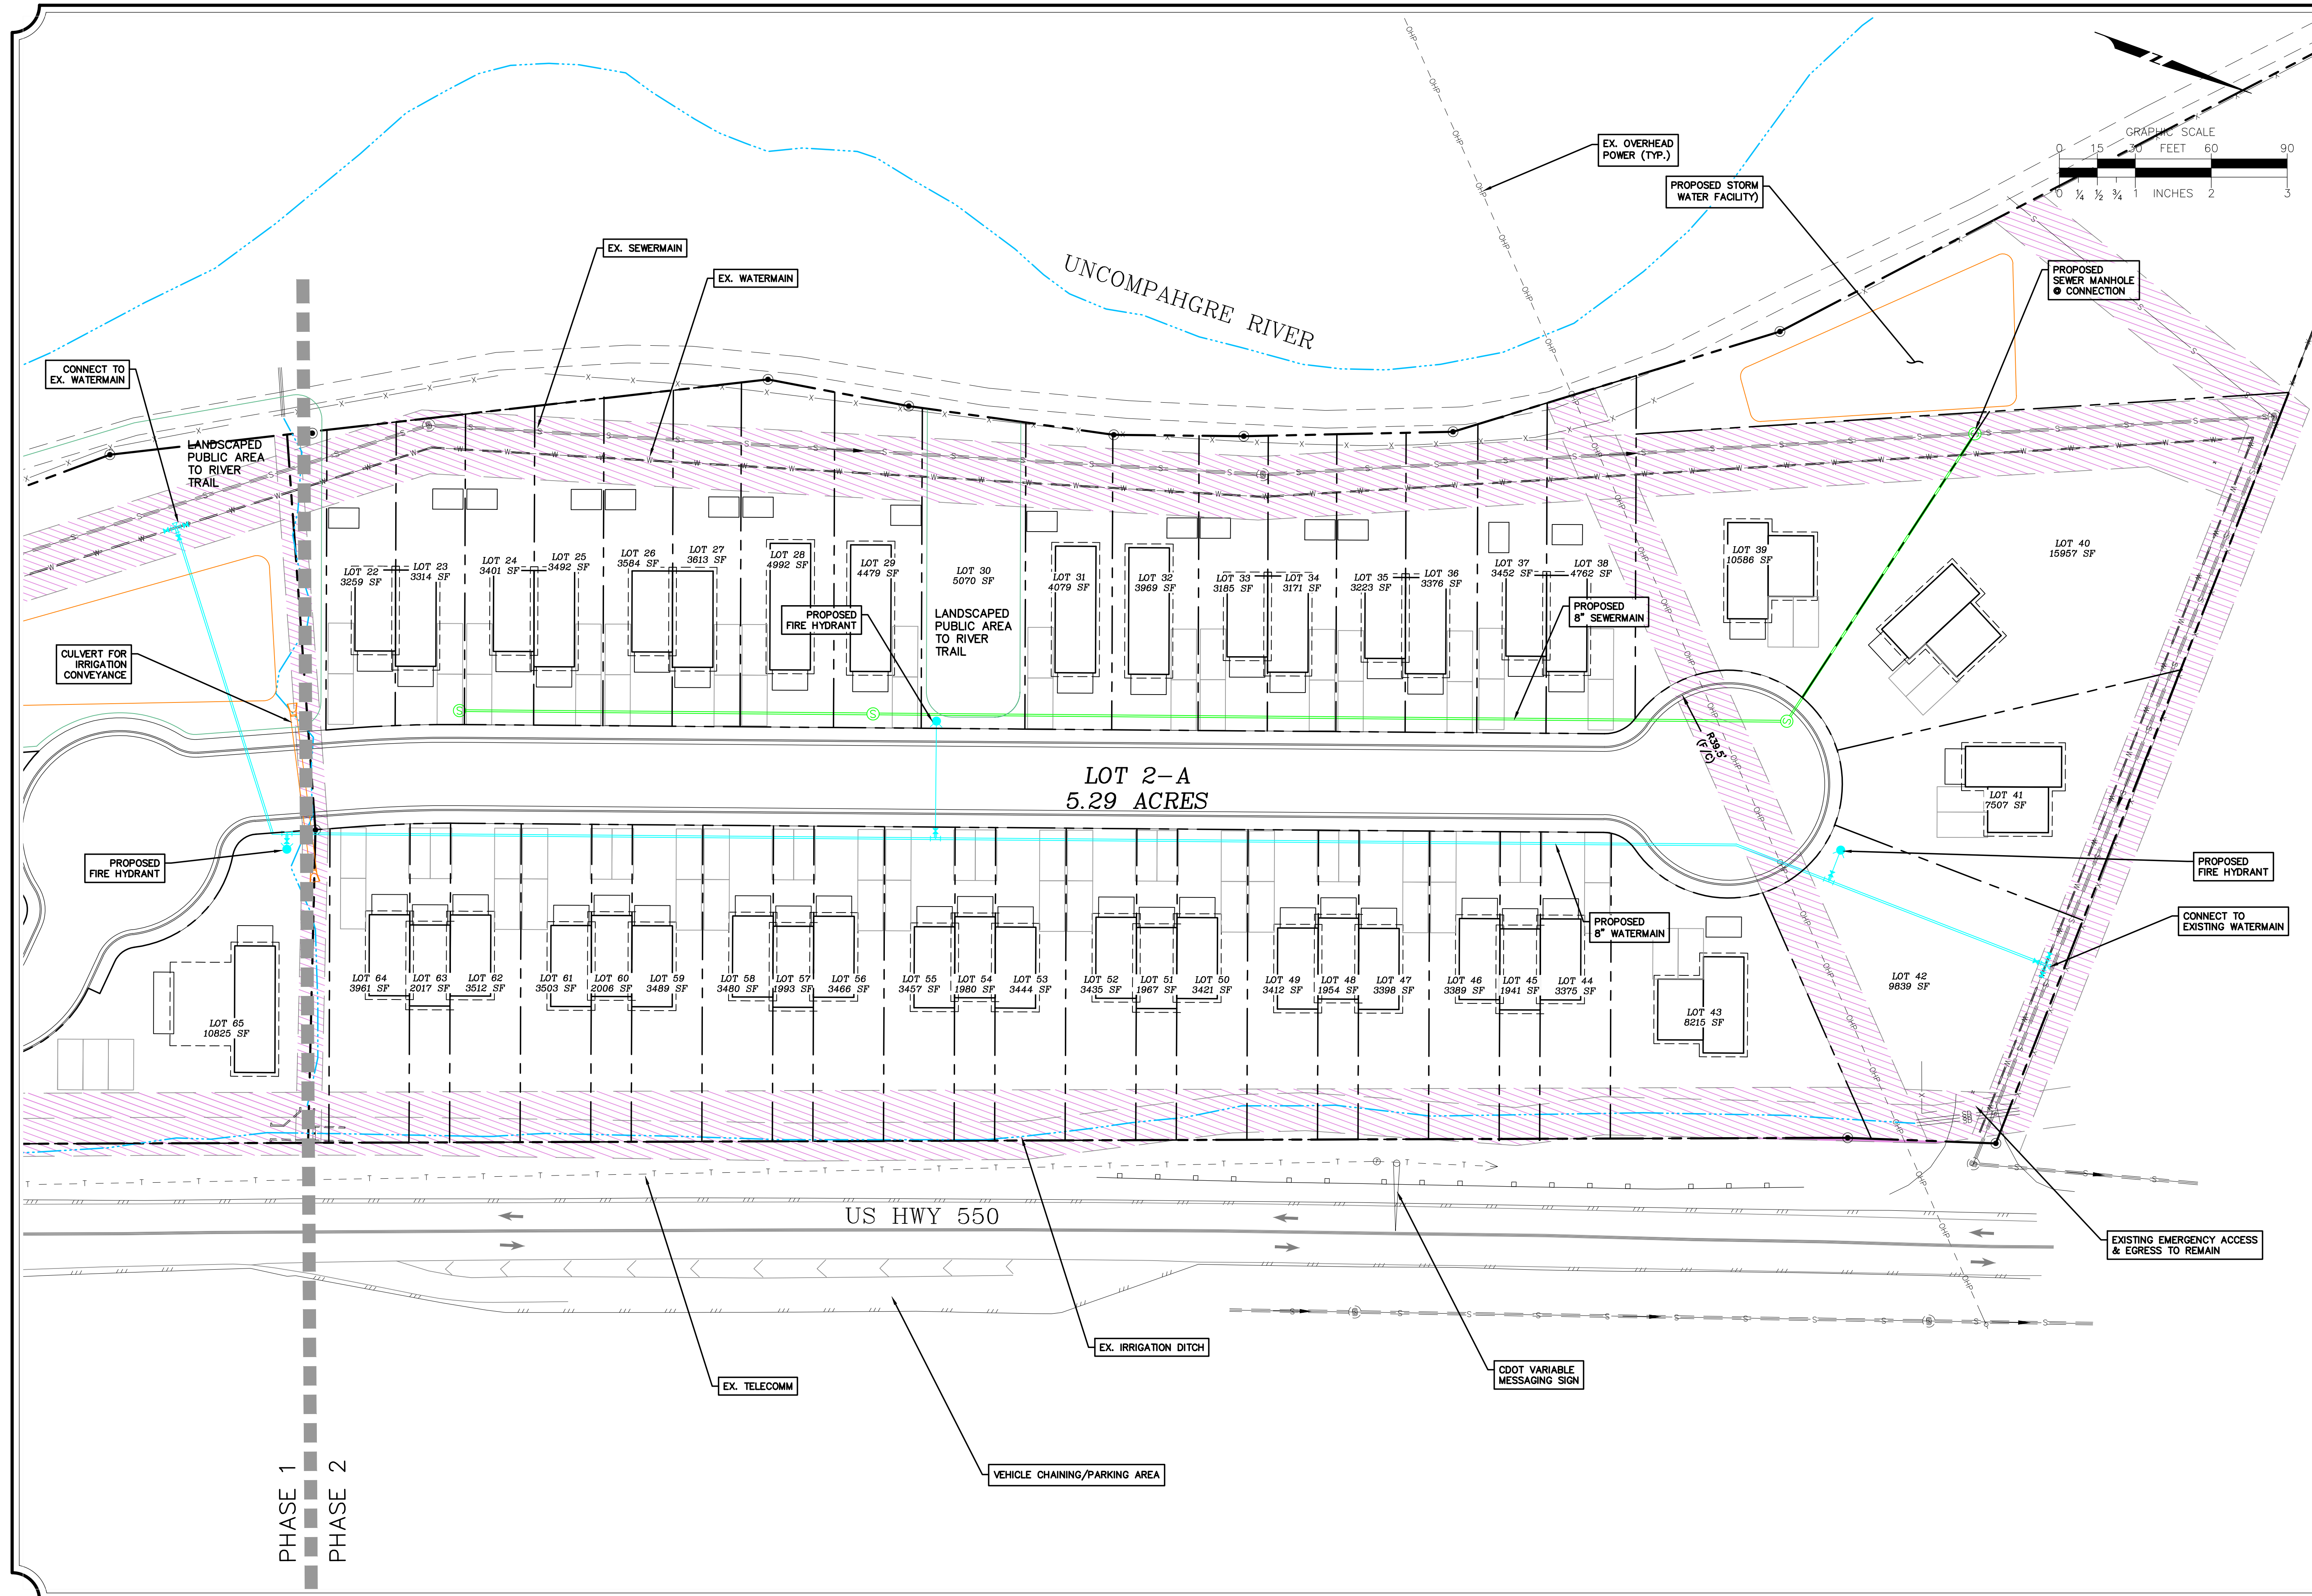 GRAPHIC SCALE
0 15 30 FEET 60 90
0 ¼ ½ ¾ 1 INCHES 2 3
N
EX. OVERHEAD
POWER (TYP.)
PROPOSED STORM
WATER FACILITY)
PROPOSED
SEWER MANHOLE
@ CONNECTION
EX. SEWERMAIN
EX. WATERMAIN
UNCOMPAHGRE RIVER
CONNECT TO
EX. WATERMAIN
LANDSCAPED
PUBLIC AREA
TO RIVER
TRAIL
LOT 22
3259 SF
LOT 23
3314 SF
LOT 24
3401 SF
LOT 25
3492 SF
LOT 26
3584 SF
LOT 27
3613 SF
LOT 28
4992 SF
LOT 29
4479 SF
LOT 30
5070 SF
LANDSCAPED
PUBLIC AREA
TO RIVER
TRAIL
LOT 31
4079 SF
LOT 32
3969 SF
LOT 33
3185 SF
LOT 34
3171 SF
LOT 35
3223 SF
LOT 36
3376 SF
LOT 37
3452 SF
LOT 38
4762 SF
LOT 39
10586 SF
LOT 40
15957 SF
PROPOSED
FIRE HYDRANT
PROPOSED
8" SEWERMAIN
CULVERT FOR
IRRIGATION
CONVEYANCE
R39.5'
(F/C)
LOT 2-A
5.29 ACRES
LOT 41
7507 SF
PROPOSED
FIRE HYDRANT
PROPOSED
FIRE HYDRANT
PROPOSED
8" WATERMAIN
CONNECT TO
EXISTING WATERMAIN
LOT 65
10825 SF
LOT 64
3961 SF
LOT 63
2017 SF
LOT 62
3512 SF
LOT 61
3503 SF
LOT 60
2006 SF
LOT 59
3489 SF
LOT 58
3480 SF
LOT 57
1993 SF
LOT 56
3466 SF
LOT 55
3457 SF
LOT 54
1980 SF
LOT 53
3444 SF
LOT 52
3435 SF
LOT 51
1967 SF
LOT 50
3421 SF
LOT 49
3412 SF
LOT 48
1954 SF
LOT 47
3398 SF
LOT 46
3389 SF
LOT 45
1941 SF
LOT 44
3375 SF
LOT 43
8215 SF
LOT 42
9839 SF
US HWY 550
EXISTING EMERGENCY ACCESS
& EGRESS TO REMAIN
EX. IRRIGATION DITCH
EX. TELECOMM
CDOT VARIABLE
MESSAGING SIGN
VEHICLE CHAINING/PARKING AREA
PHASE 1
PHASE 2